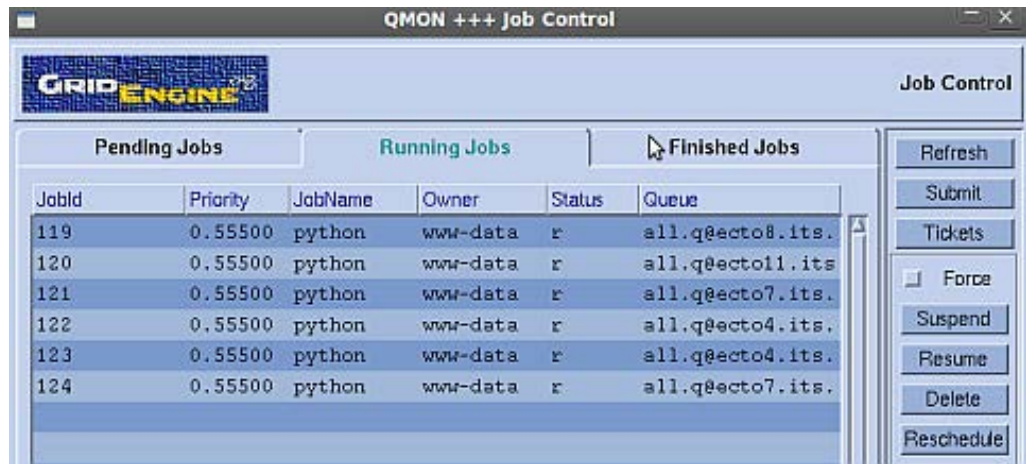 QMON +++ Job Control
GRID ENGINE
Job Control
Pending Jobs Running Jobs Finished Jobs
JobId Priority JobName Owner Status Queue
119 0.55500 python www-data r all.q@ecto8.its.
120 0.55500 python www-data r all.q@ecto11.its
121 0.55500 python www-data r all.q@ecto7.its.
122 0.55500 python www-data r all.q@ecto4.its.
123 0.55500 python www-data r all.q@ecto4.its.
124 0.55500 python www-data r all.q@ecto7.its.
Refresh
Submit
Tickets
Force
Suspend
Resume
Delete
Reschedule